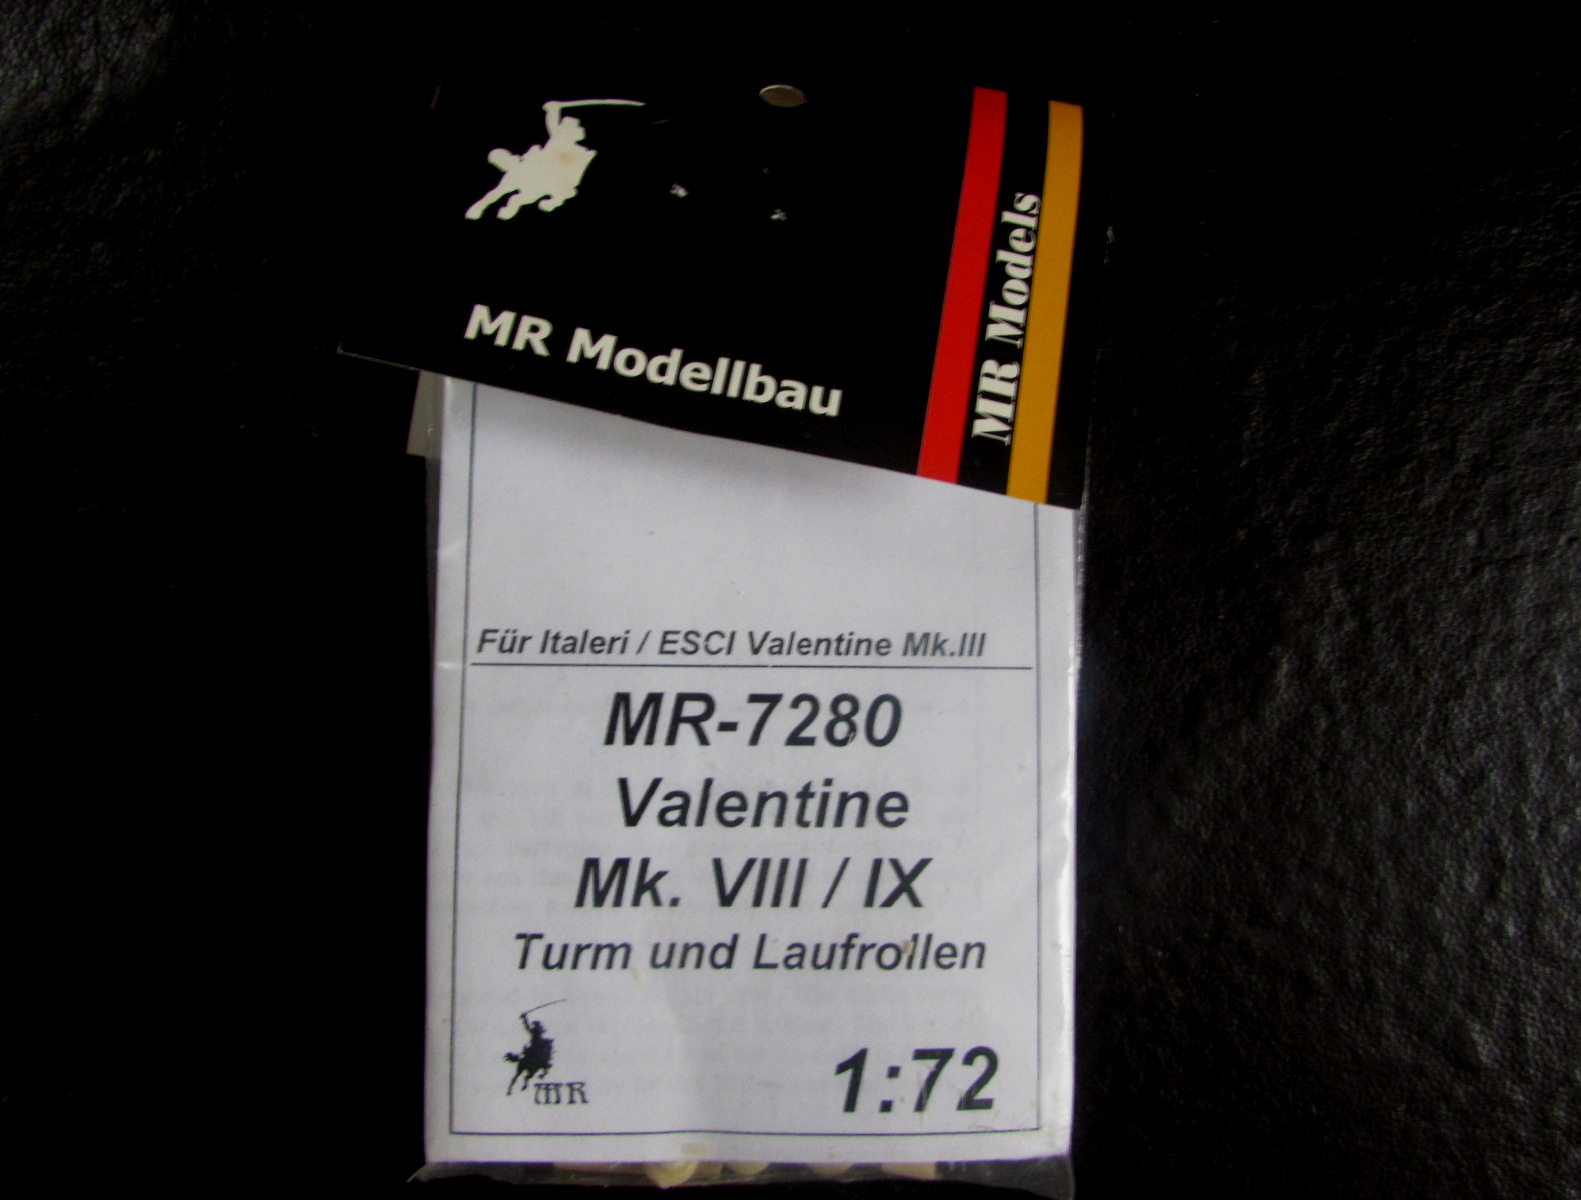 MR Modellbau
MR Models
Für Italeri / ESCI Valentine Mk.III
MR-7280
Valentine
Mk. VIII / IX
Turm und Laufrollen
MR
1:72